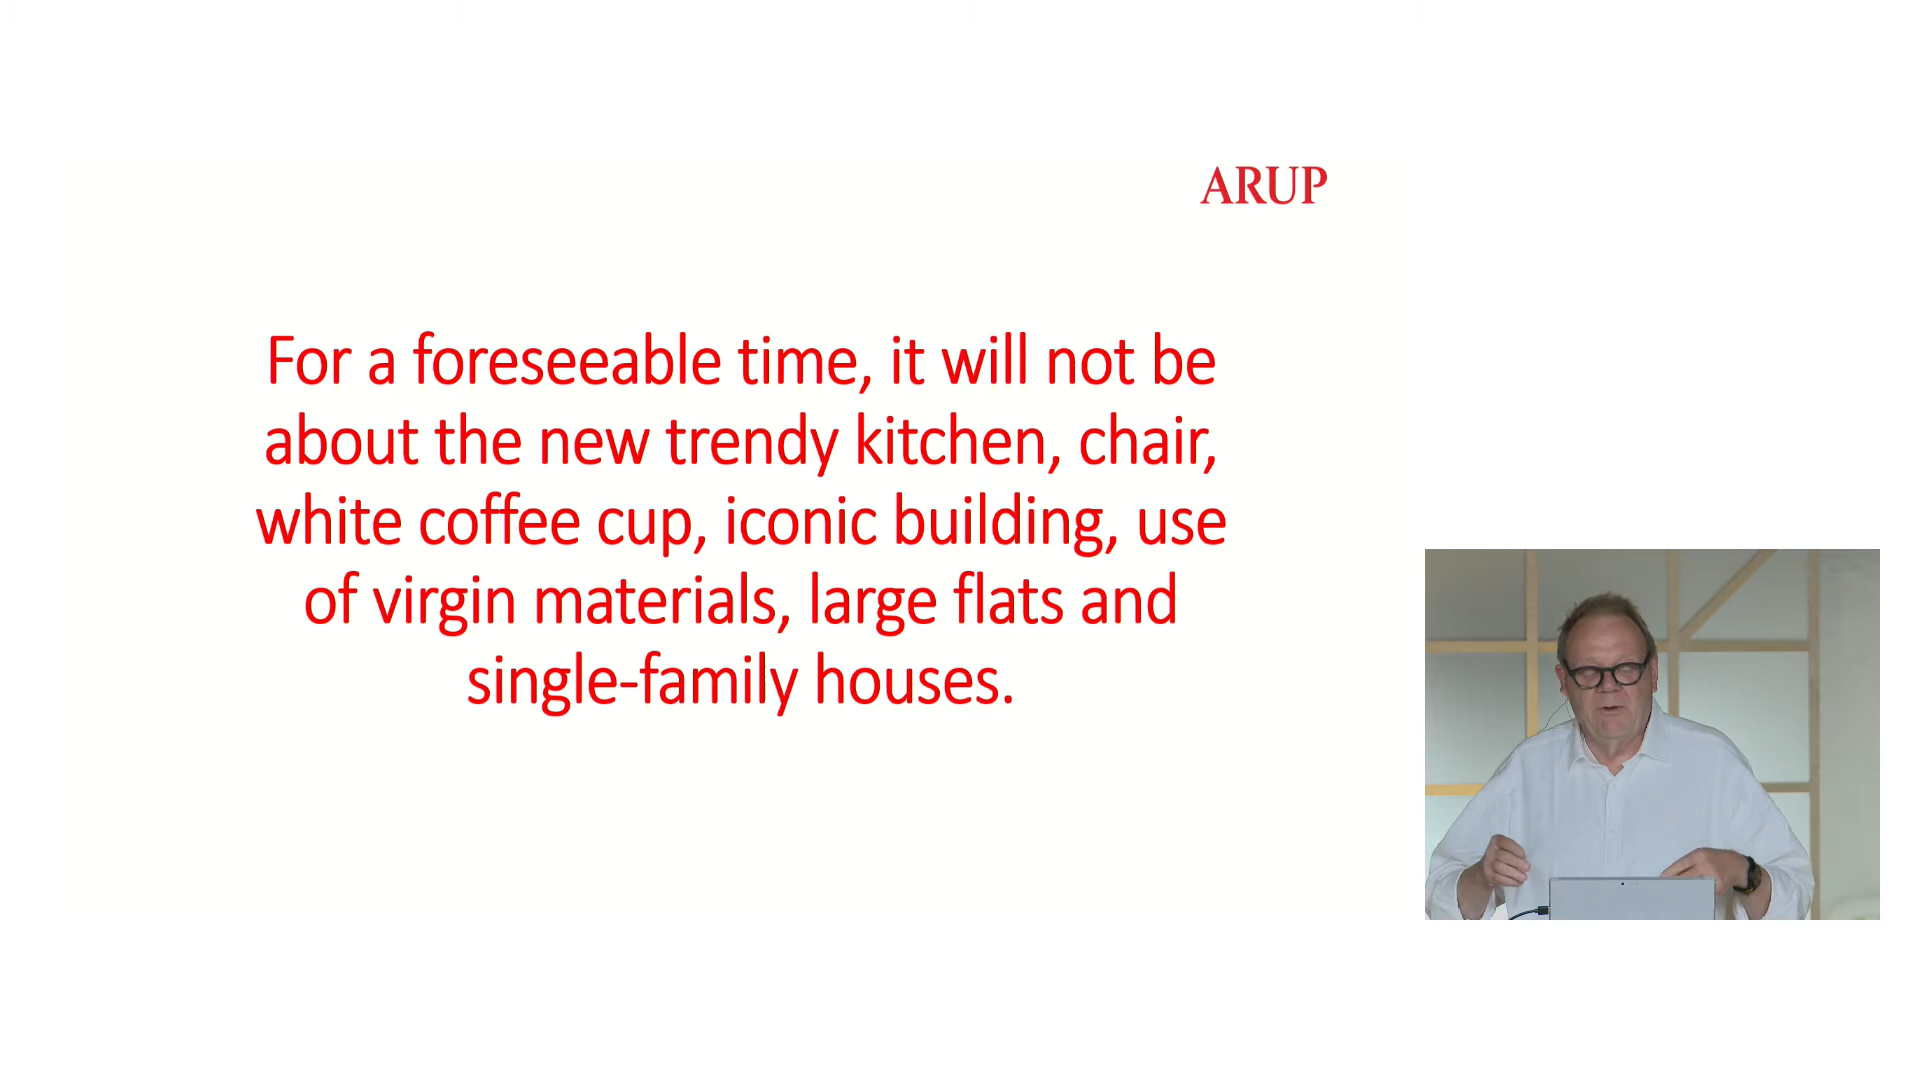 ARUP
For a foreseeable time, it will not be
about the new trendy kitchen, chair,
white coffee cup, iconic building, use
of virgin materials, large flats and
single-family houses.